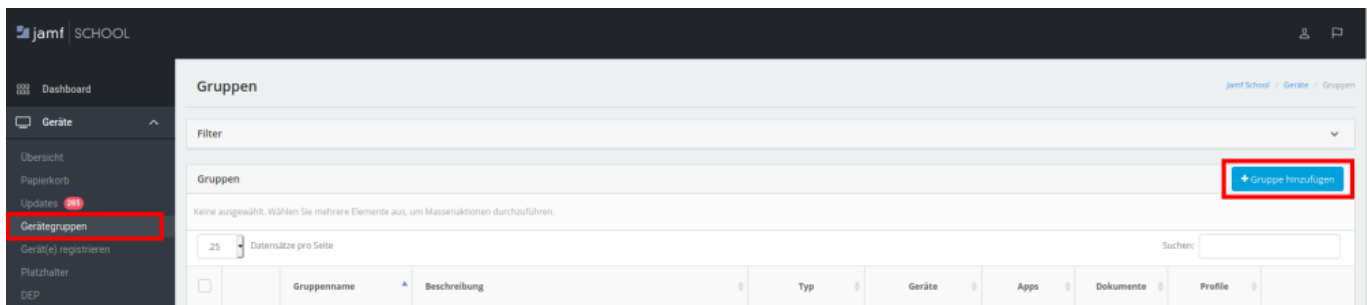 jamf SCHOOL
Dashboard
Geräte
Übersicht
Papierkorb
Updates 265
Gerätegruppen
Gerät(e) registrieren
Platzhalter
DEP
Gruppen
Jamf School / Geräte / Gruppen
Filter
Gruppen
+ Gruppe hinzufügen
Keine ausgewählt. Wählen Sie mehrere Elemente aus, um Massenaktionen durchzuführen.
25 Datensätze pro Seite
Suchen:
Gruppenname Beschreibung Typ Geräte Apps Dokumente Profile